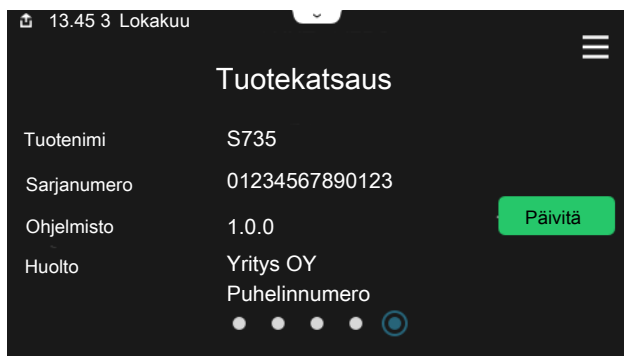 13.45 3 Lokakuu
Tuotekatsaus
Tuotenimi S735
Sarjanumero 01234567890123
Ohjelmisto 1.0.0 Päivitä
Huolto Yritys OY
Puhelinnumero